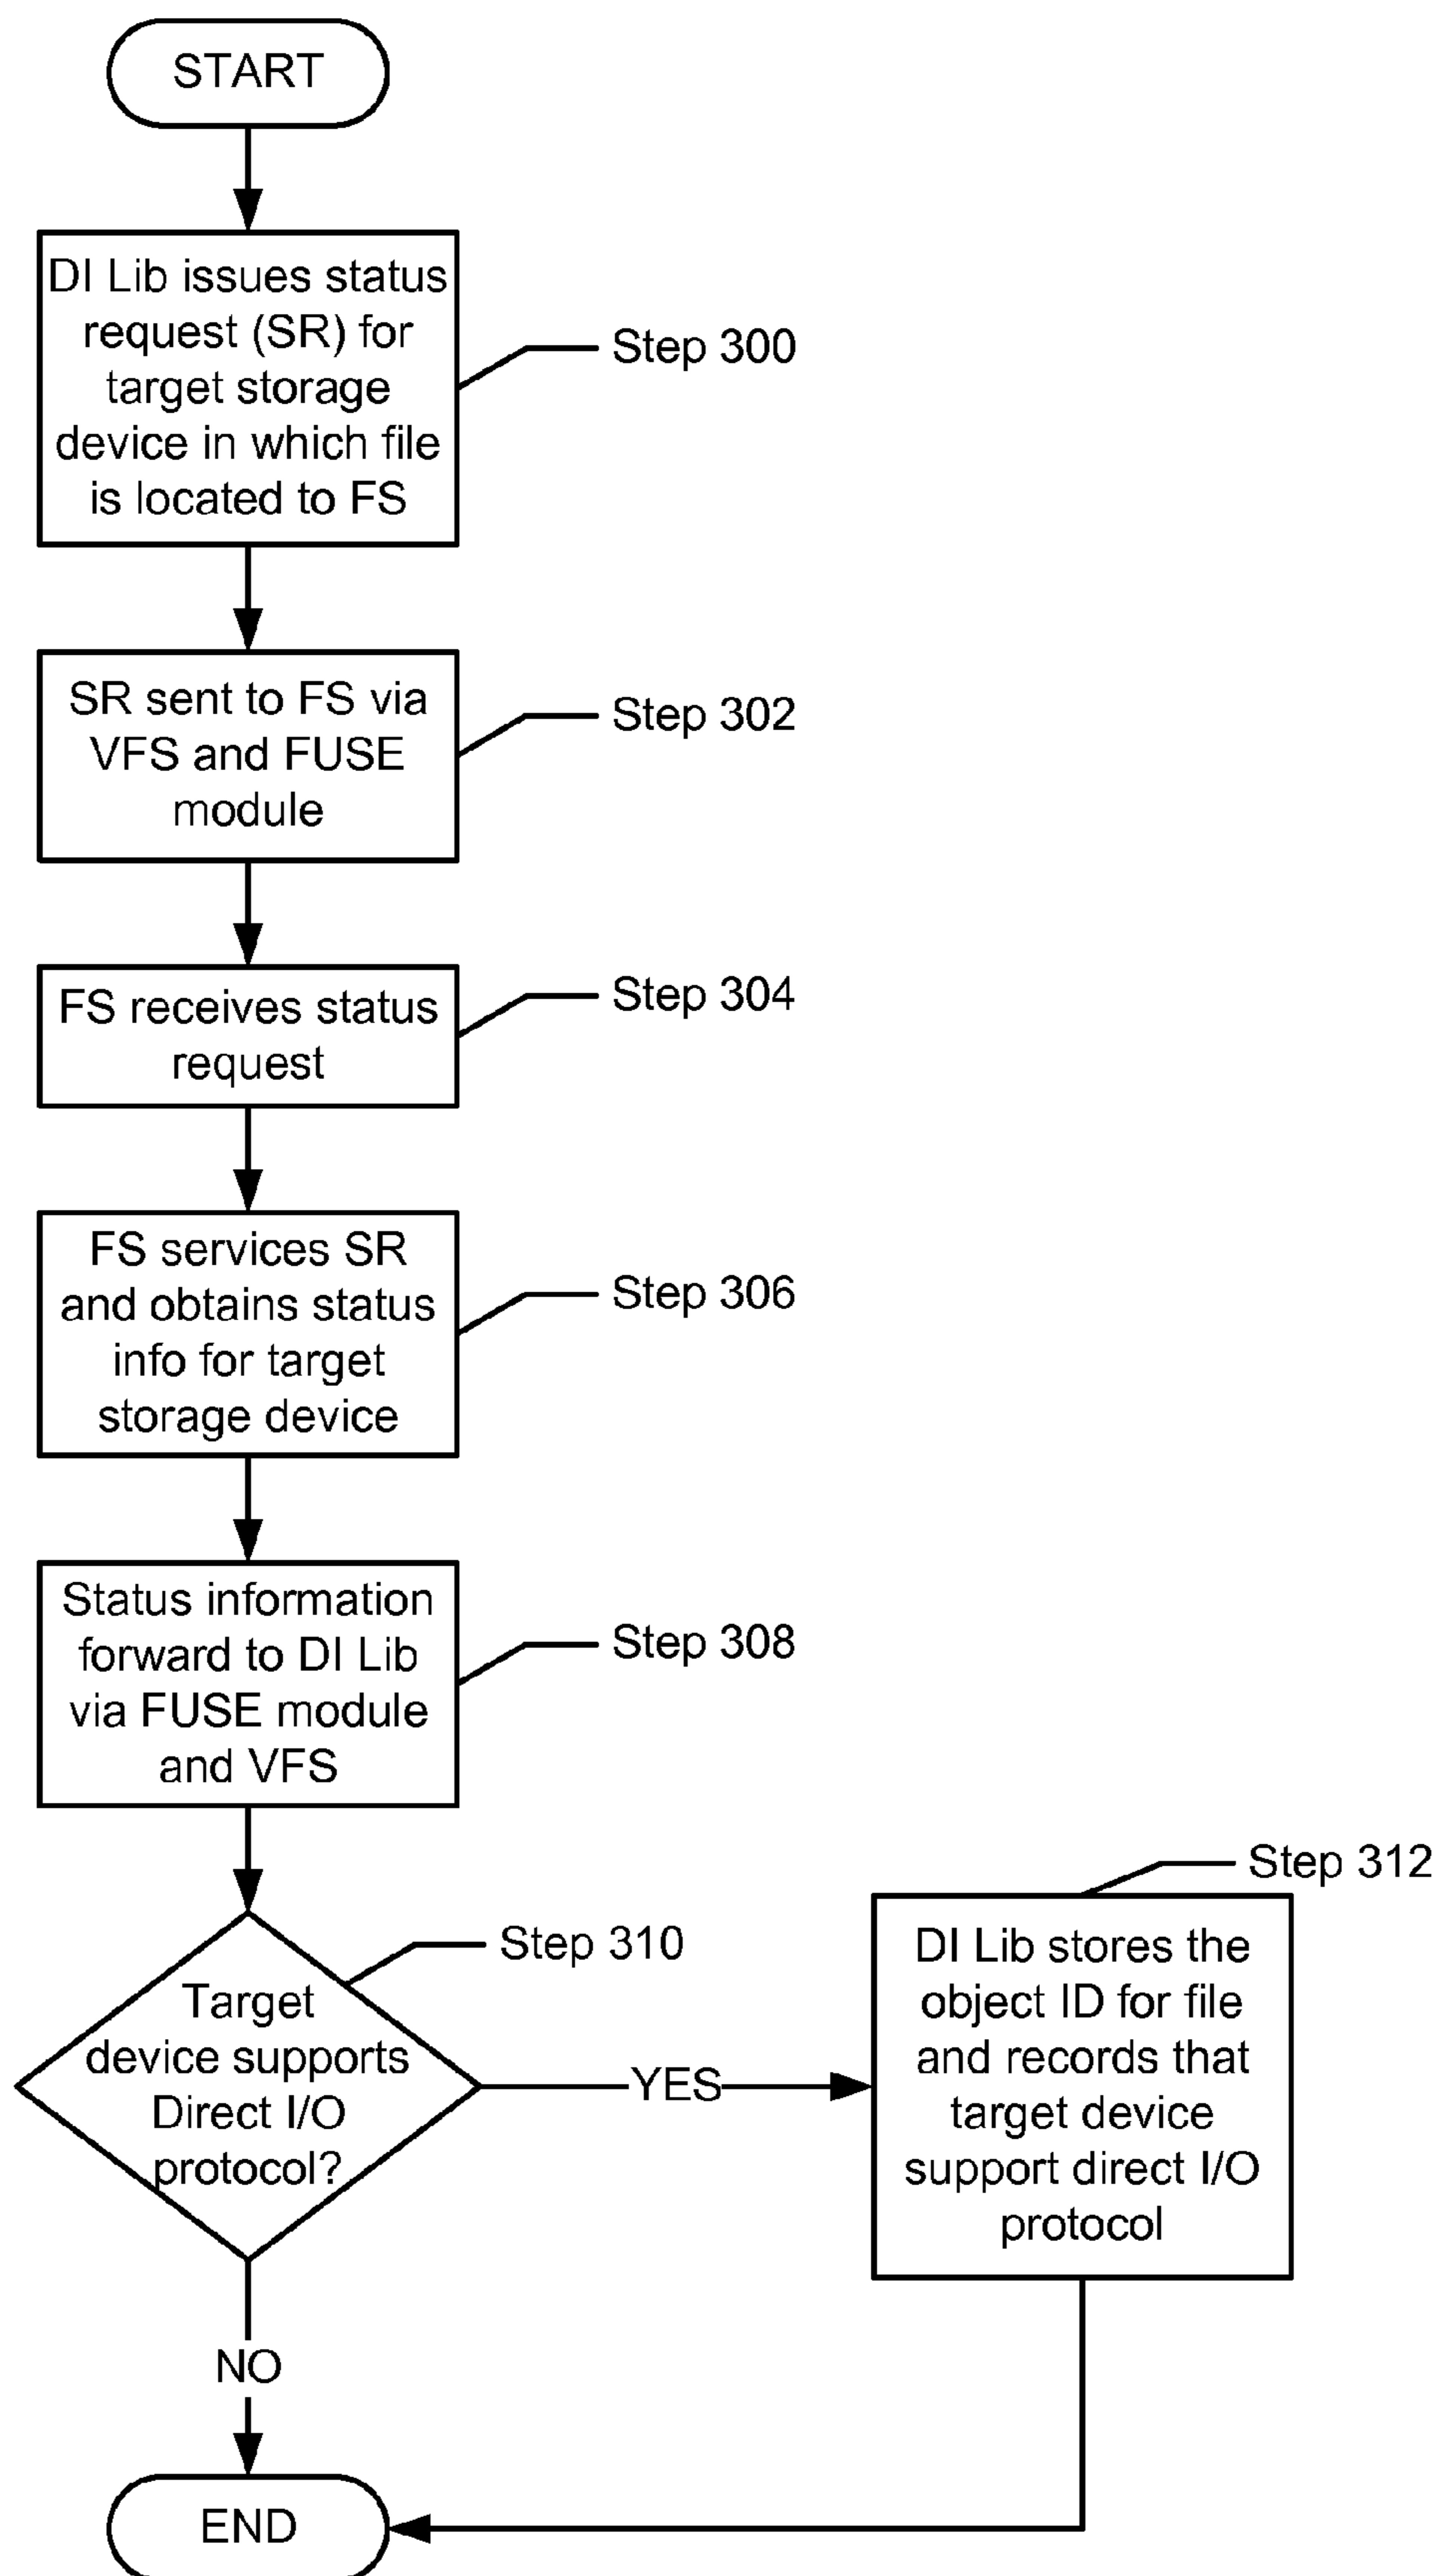 START
DI Lib issues status
request (SR) for
target storage
device in which file
is located to FS
Step 300
SR sent to FS via
VFS and FUSE
module
Step 302
FS receives status
request
Step 304
FS services SR
and obtains status
info for target
storage device
Step 306
Status information
forward to DI Lib
via FUSE module
and VFS
Step 308
Target
device supports
Direct I/O
protocol?
Step 310
YES
Step 312
DI Lib stores the
object ID for file
and records that
target device
support direct I/O
protocol
NO
END